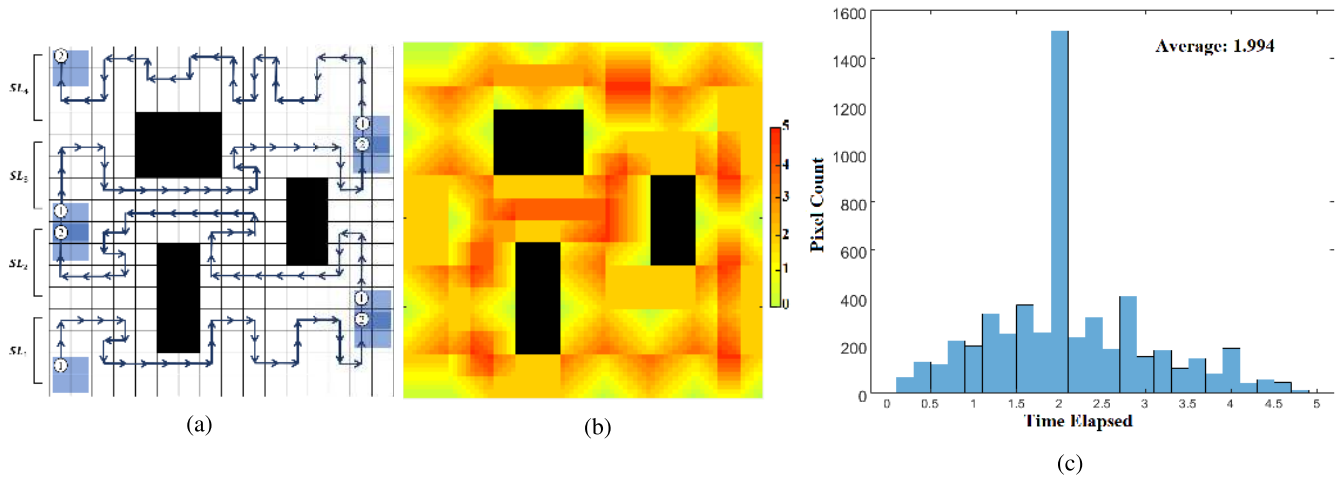 ②
SL₄
①
②
SL₃
①
②
SL₂
①
②
SL₁
①
(a)
5
4
3
2
1
0
(b)
1600
1400
1200
1000
800
600
400
200
0
Pixel Count
Average: 1.994
0 0.5 1 1.5 2 2.5 3 3.5 4 4.5 5
Time Elapsed
(c)